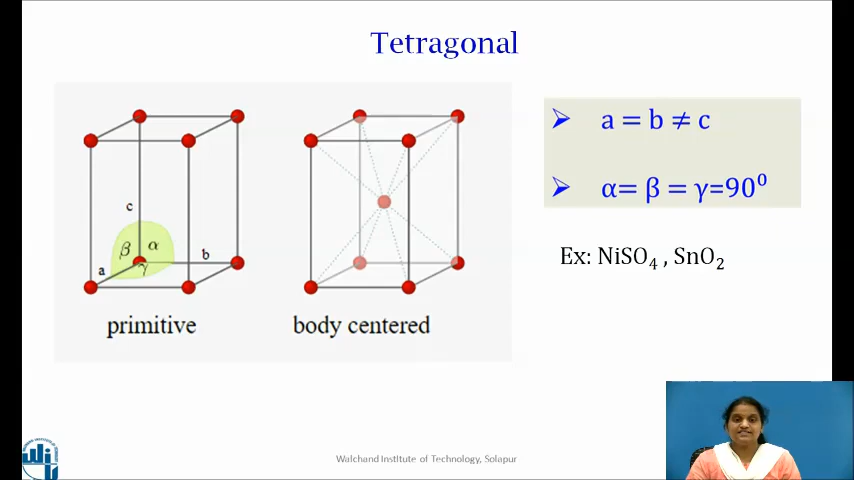 Tetragonal
c
β
α
a
γ
b
primitive
body centered
➢ a = b ≠ c
➢ α= β = γ=90⁰
Ex: NiSO₄ , SnO₂
Walchand Institute of Technology, Solapur